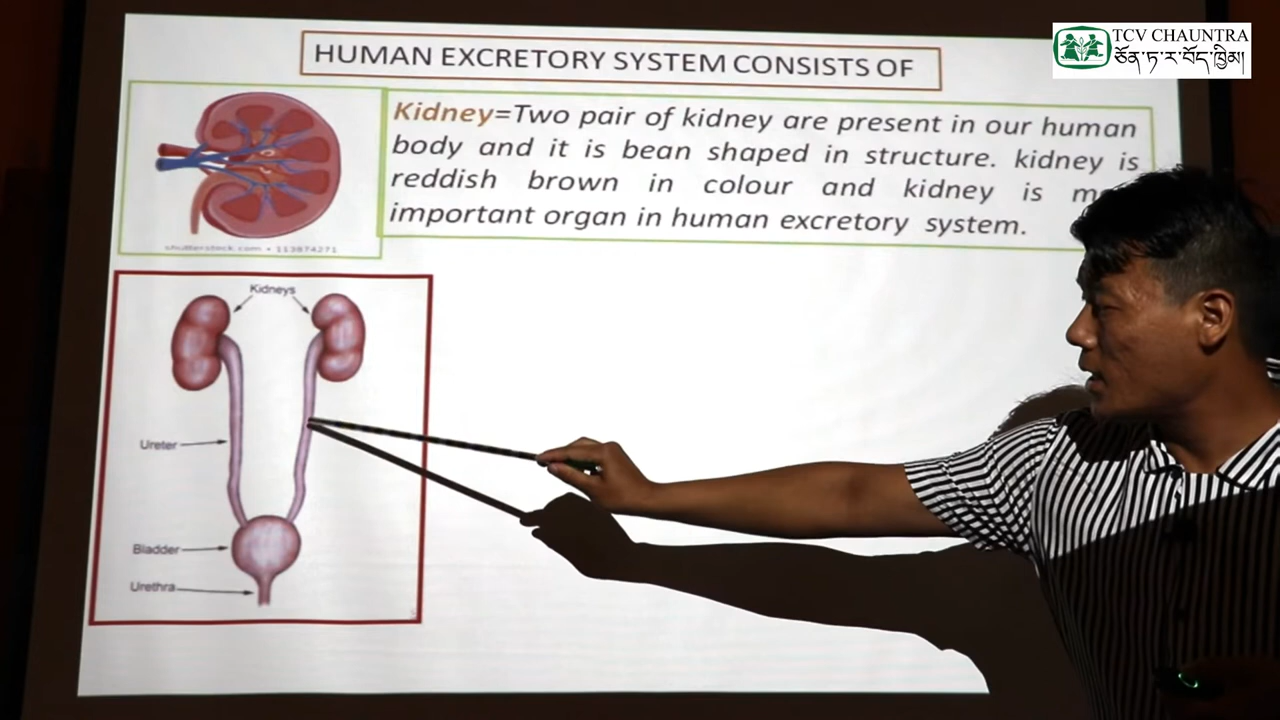 TCV CHAUNTRA
ཆོན་ཏ་ར་བོད་ཁྱིམ།
HUMAN EXCRETORY SYSTEM CONSISTS OF
Kidney=Two pair of kidney are present in our human
body and it is bean shaped in structure. kidney is
reddish brown in colour and kidney is
important organ in human excretory system.
shutterstock.com • 113874271
Kidneys
Ureter
Bladder
Urethra